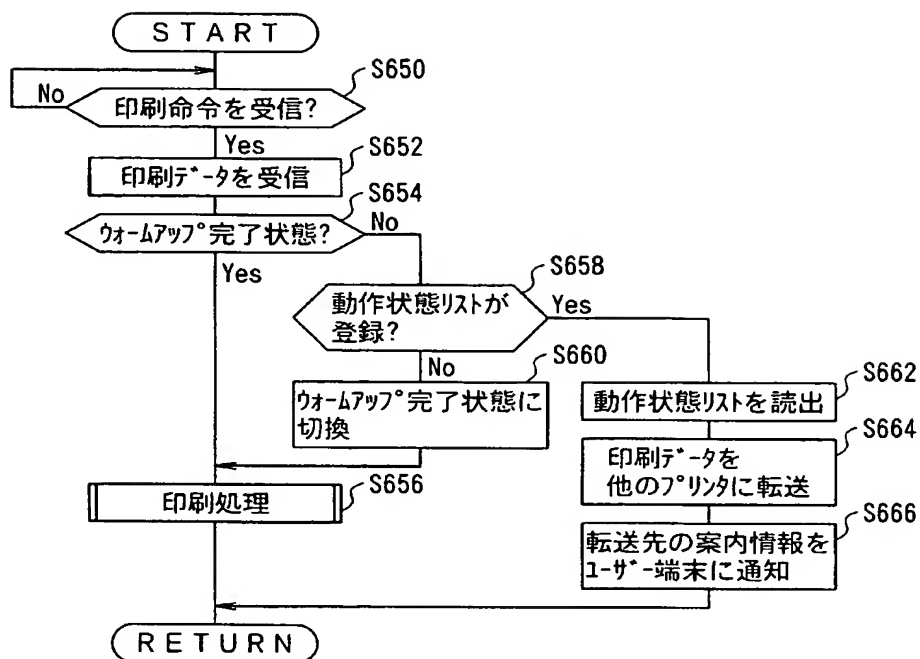 START
S650
No
印刷命令を受信?
Yes
S652
印刷ﾃﾞｰﾀを受信
S654
ｳｫｰﾑｱｯﾌﾟ完了状態?
No
Yes
S658
動作状態ﾘｽﾄが
登録?
Yes
No
S660
ｳｫｰﾑｱｯﾌﾟ完了状態に
切換
S662
動作状態ﾘｽﾄを読出
S664
印刷ﾃﾞｰﾀを
他のプリンタに転送
S656
印刷処理
S666
転送先の案内情報を
ﾕｰｻﾞｰ端末に通知
RETURN